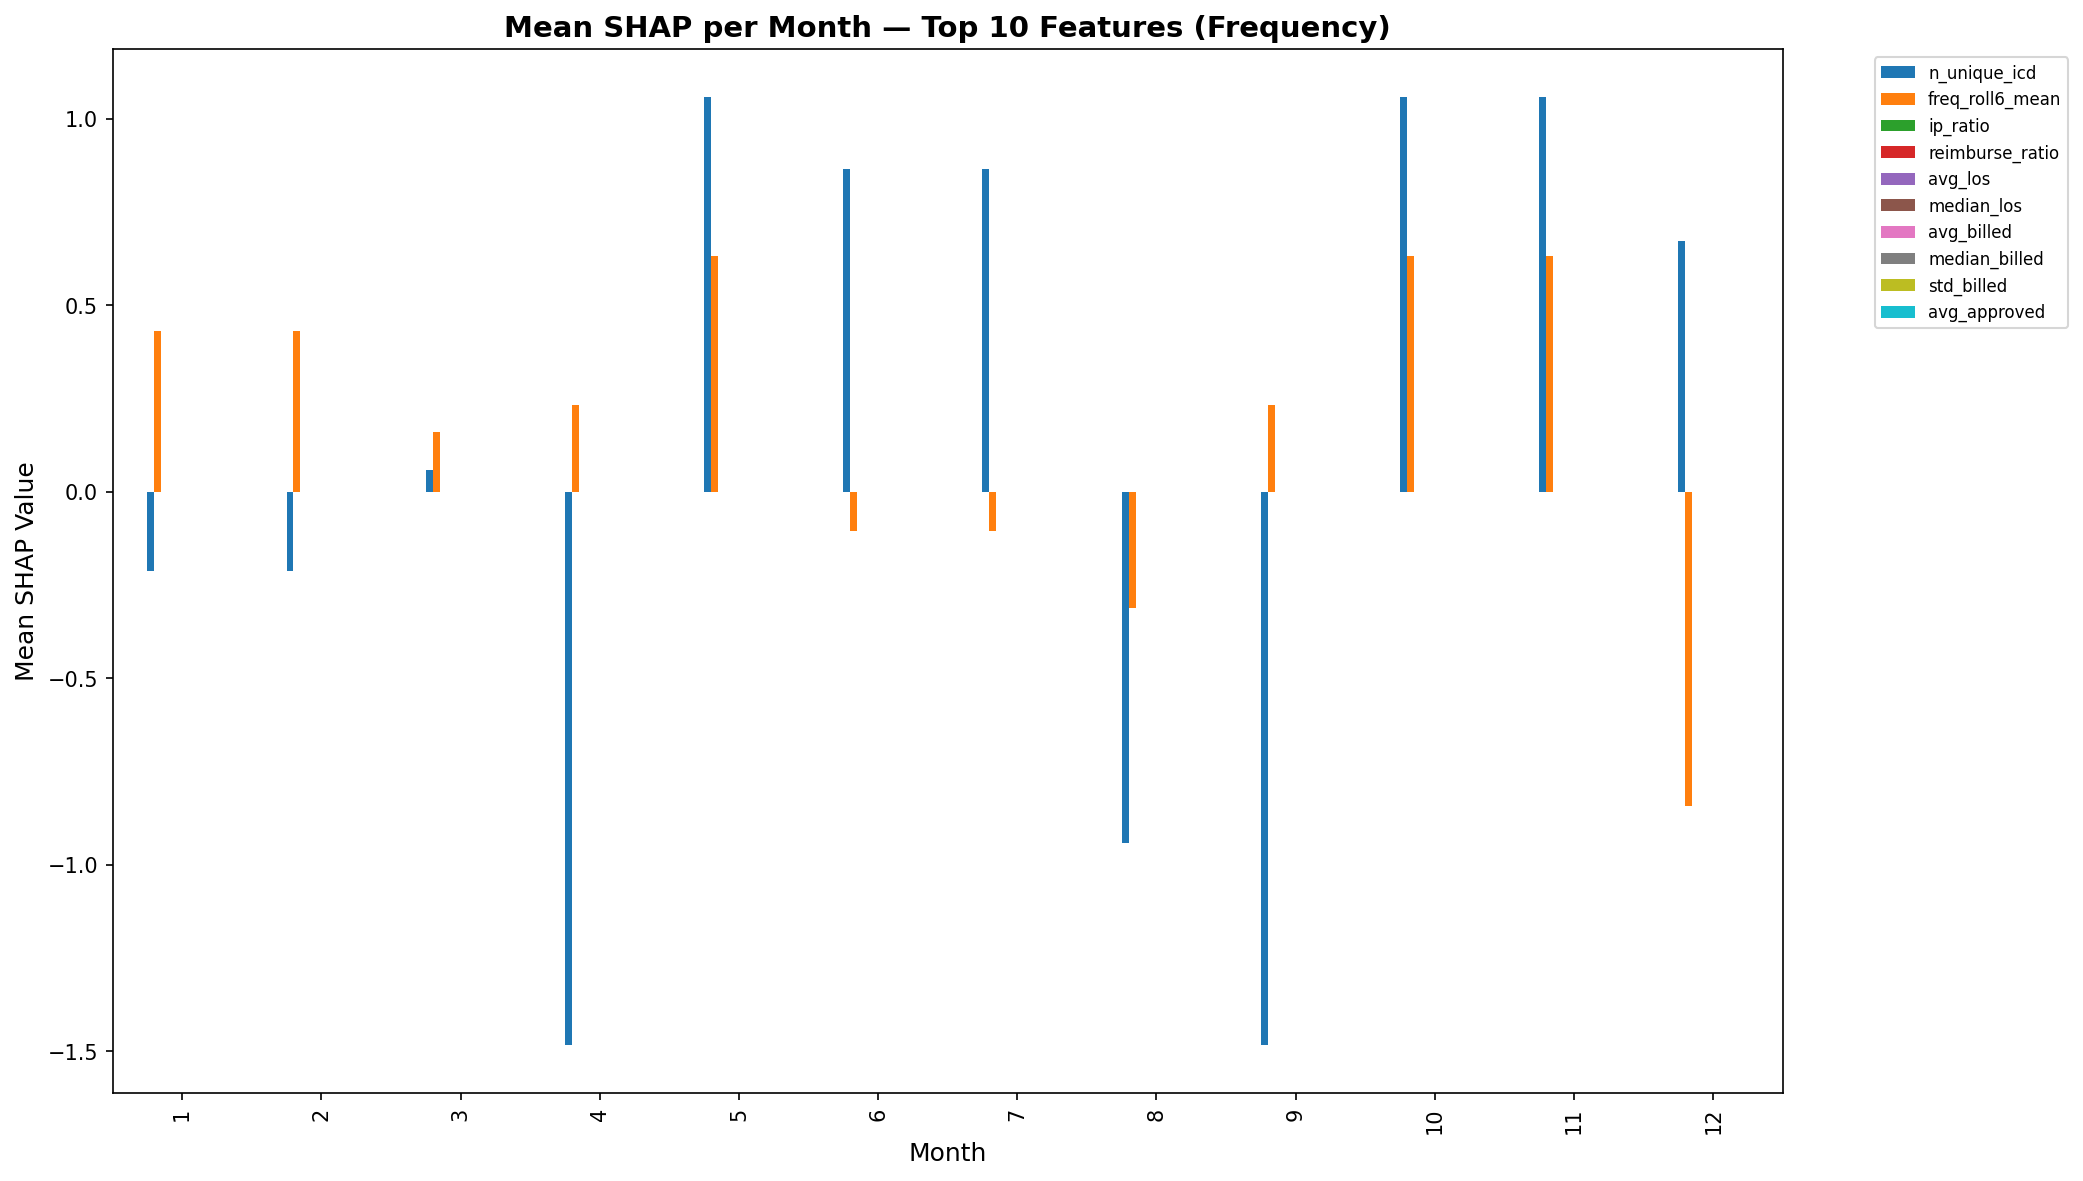 Mean SHAP per Month — Top 10 Features (Frequency)
n_unique_icd
freq_roll6_mean
ip_ratio
reimburse_ratio
avg_los
median_los
avg_billed
median_billed
std_billed
avg_approved
Mean SHAP Value
1.0
0.5
0.0
−0.5
−1.0
−1.5
1
2
3
4
5
6
7
8
9
10
11
12
Month